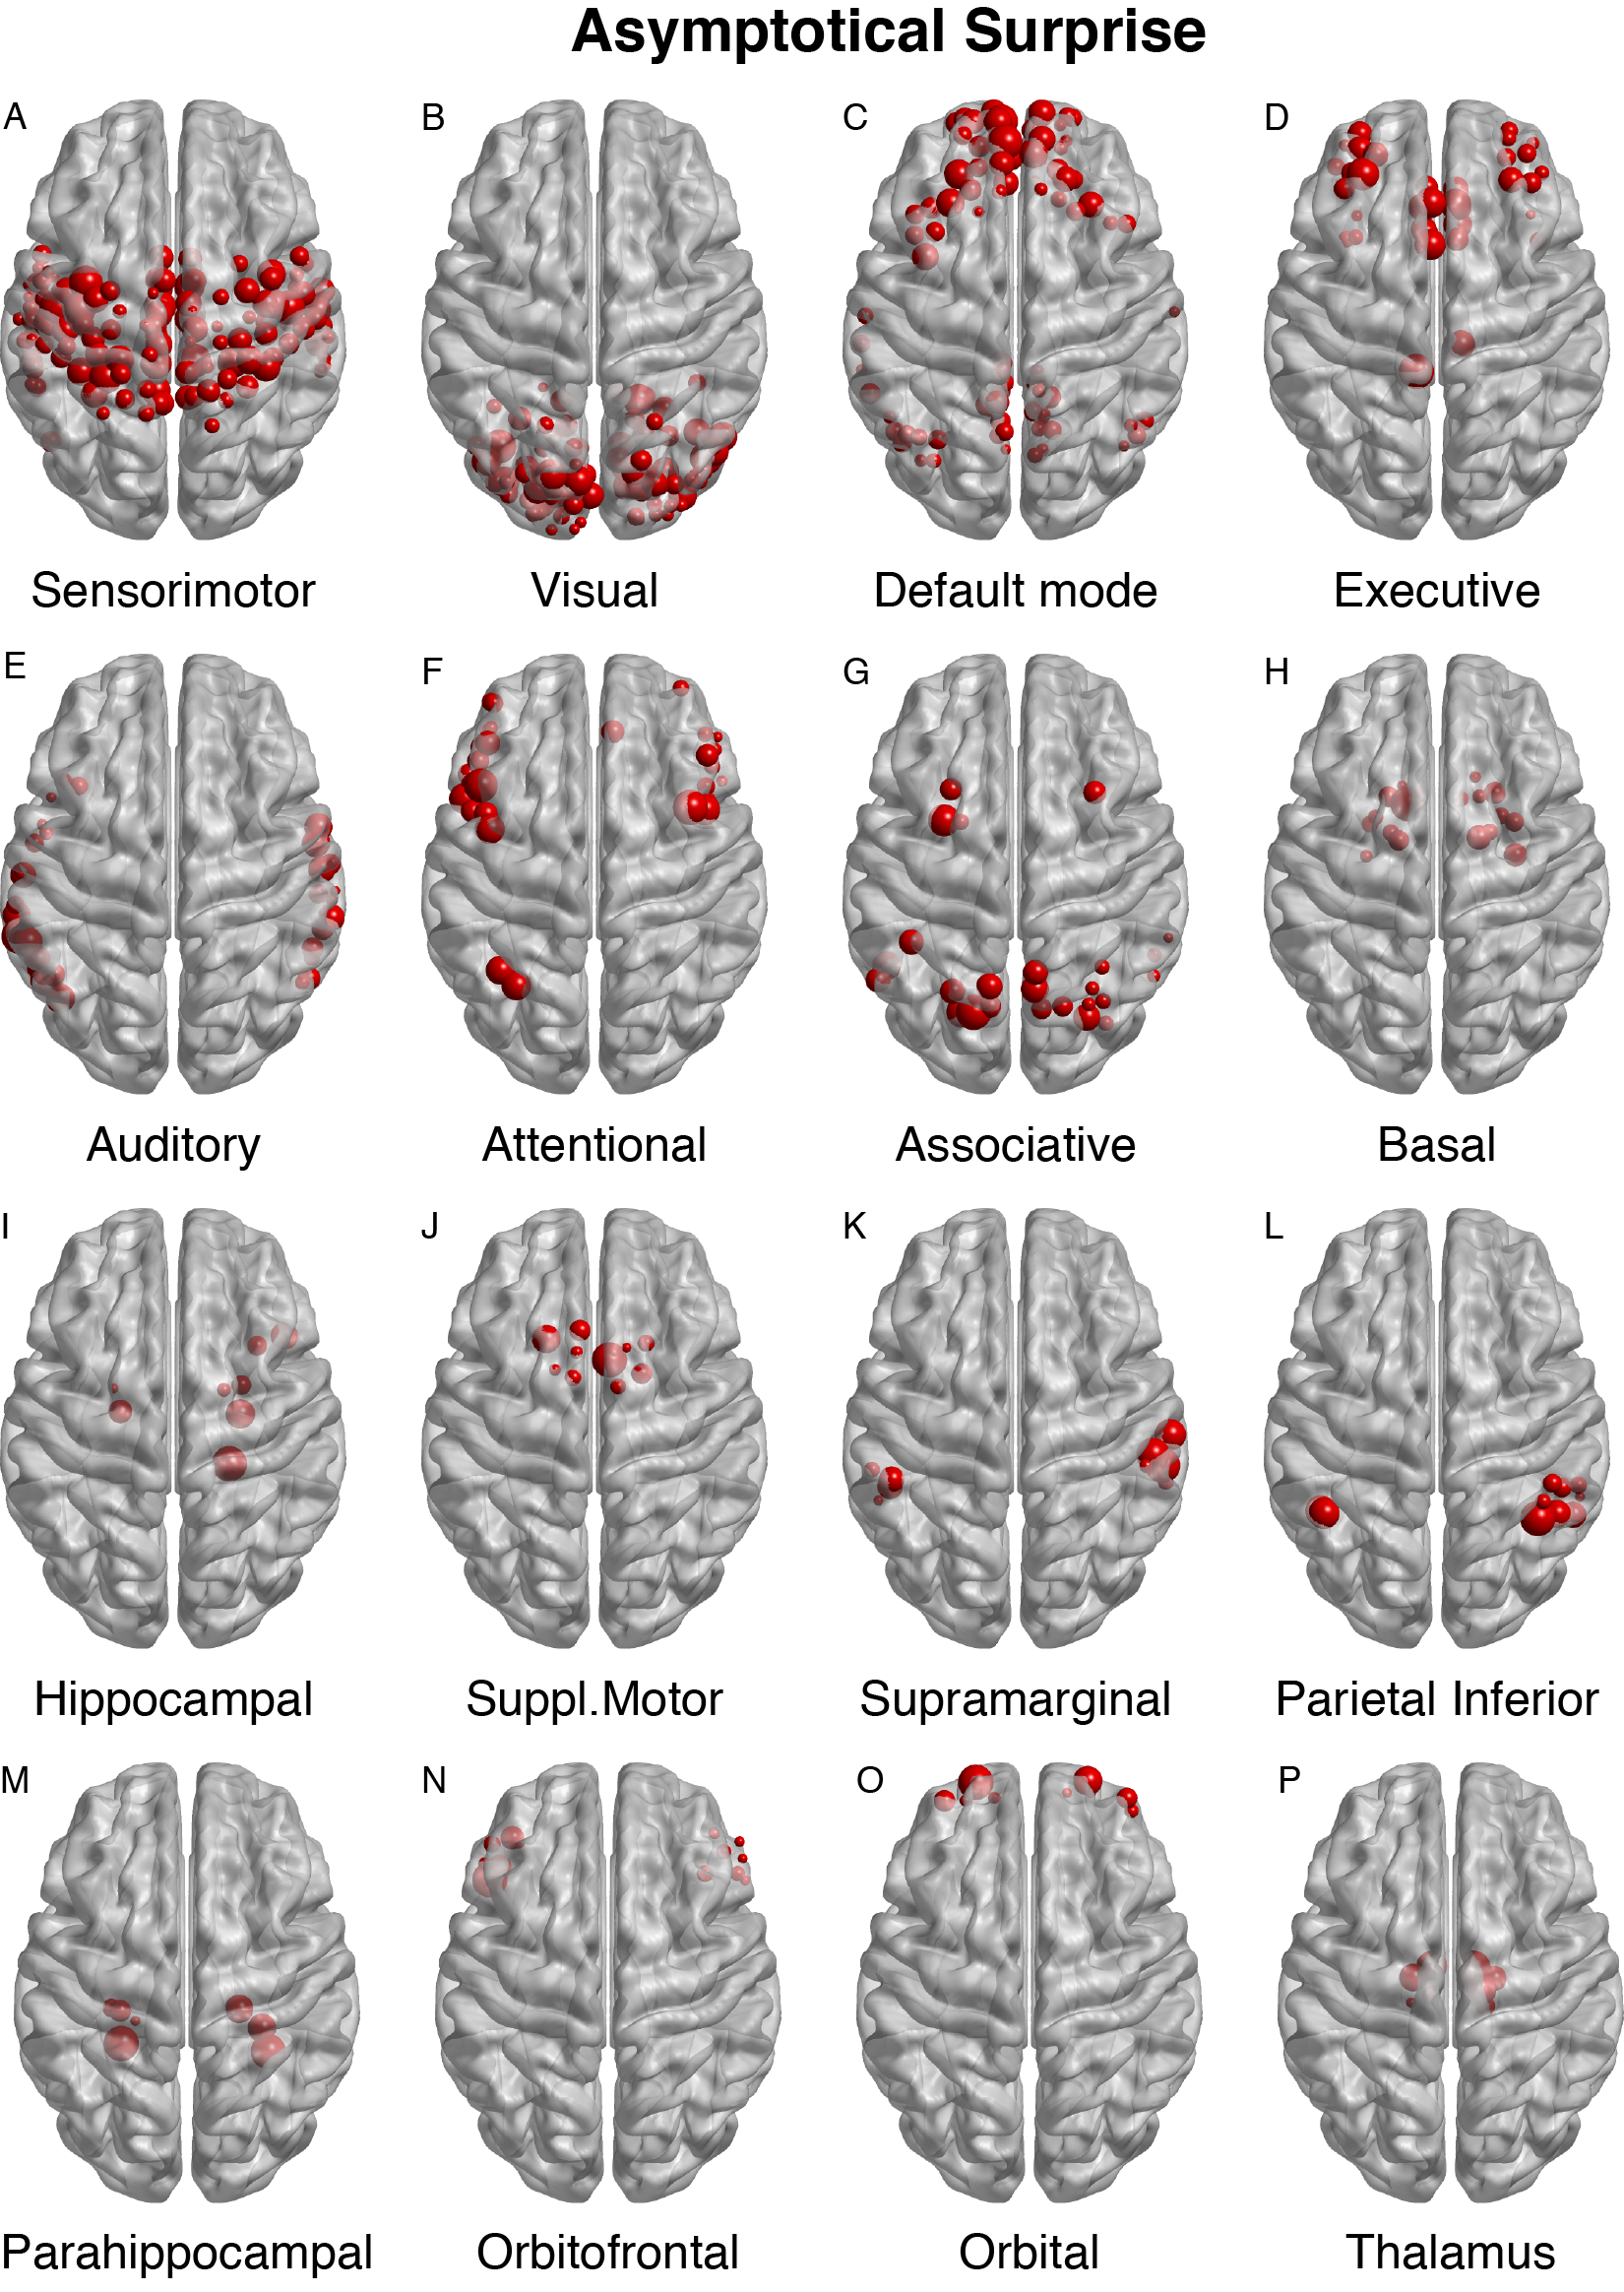 Asymptotical Surprise
A B C D
Sensorimotor Visual Default mode Executive
E F G H
Auditory Attentional Associative Basal
I J K L
Hippocampal Suppl.Motor Supramarginal Parietal Inferior
M N O P
Parahippocampal Orbitofrontal Orbital Thalamus